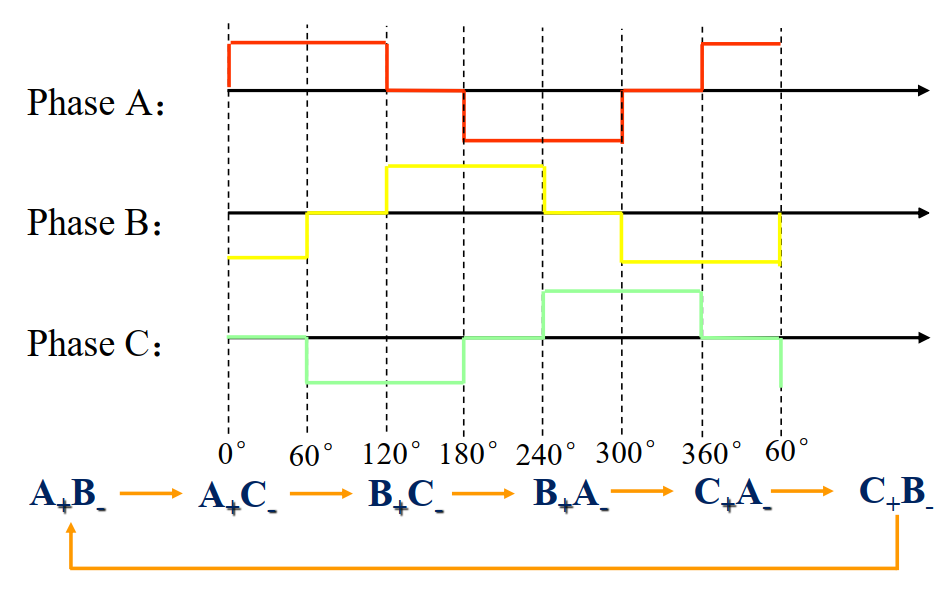 Phase A：
Phase B：
Phase C：
0° 60° 120° 180° 240° 300° 360° 60°
A+B- A+C- B+C- B+A- C+A- C+B-